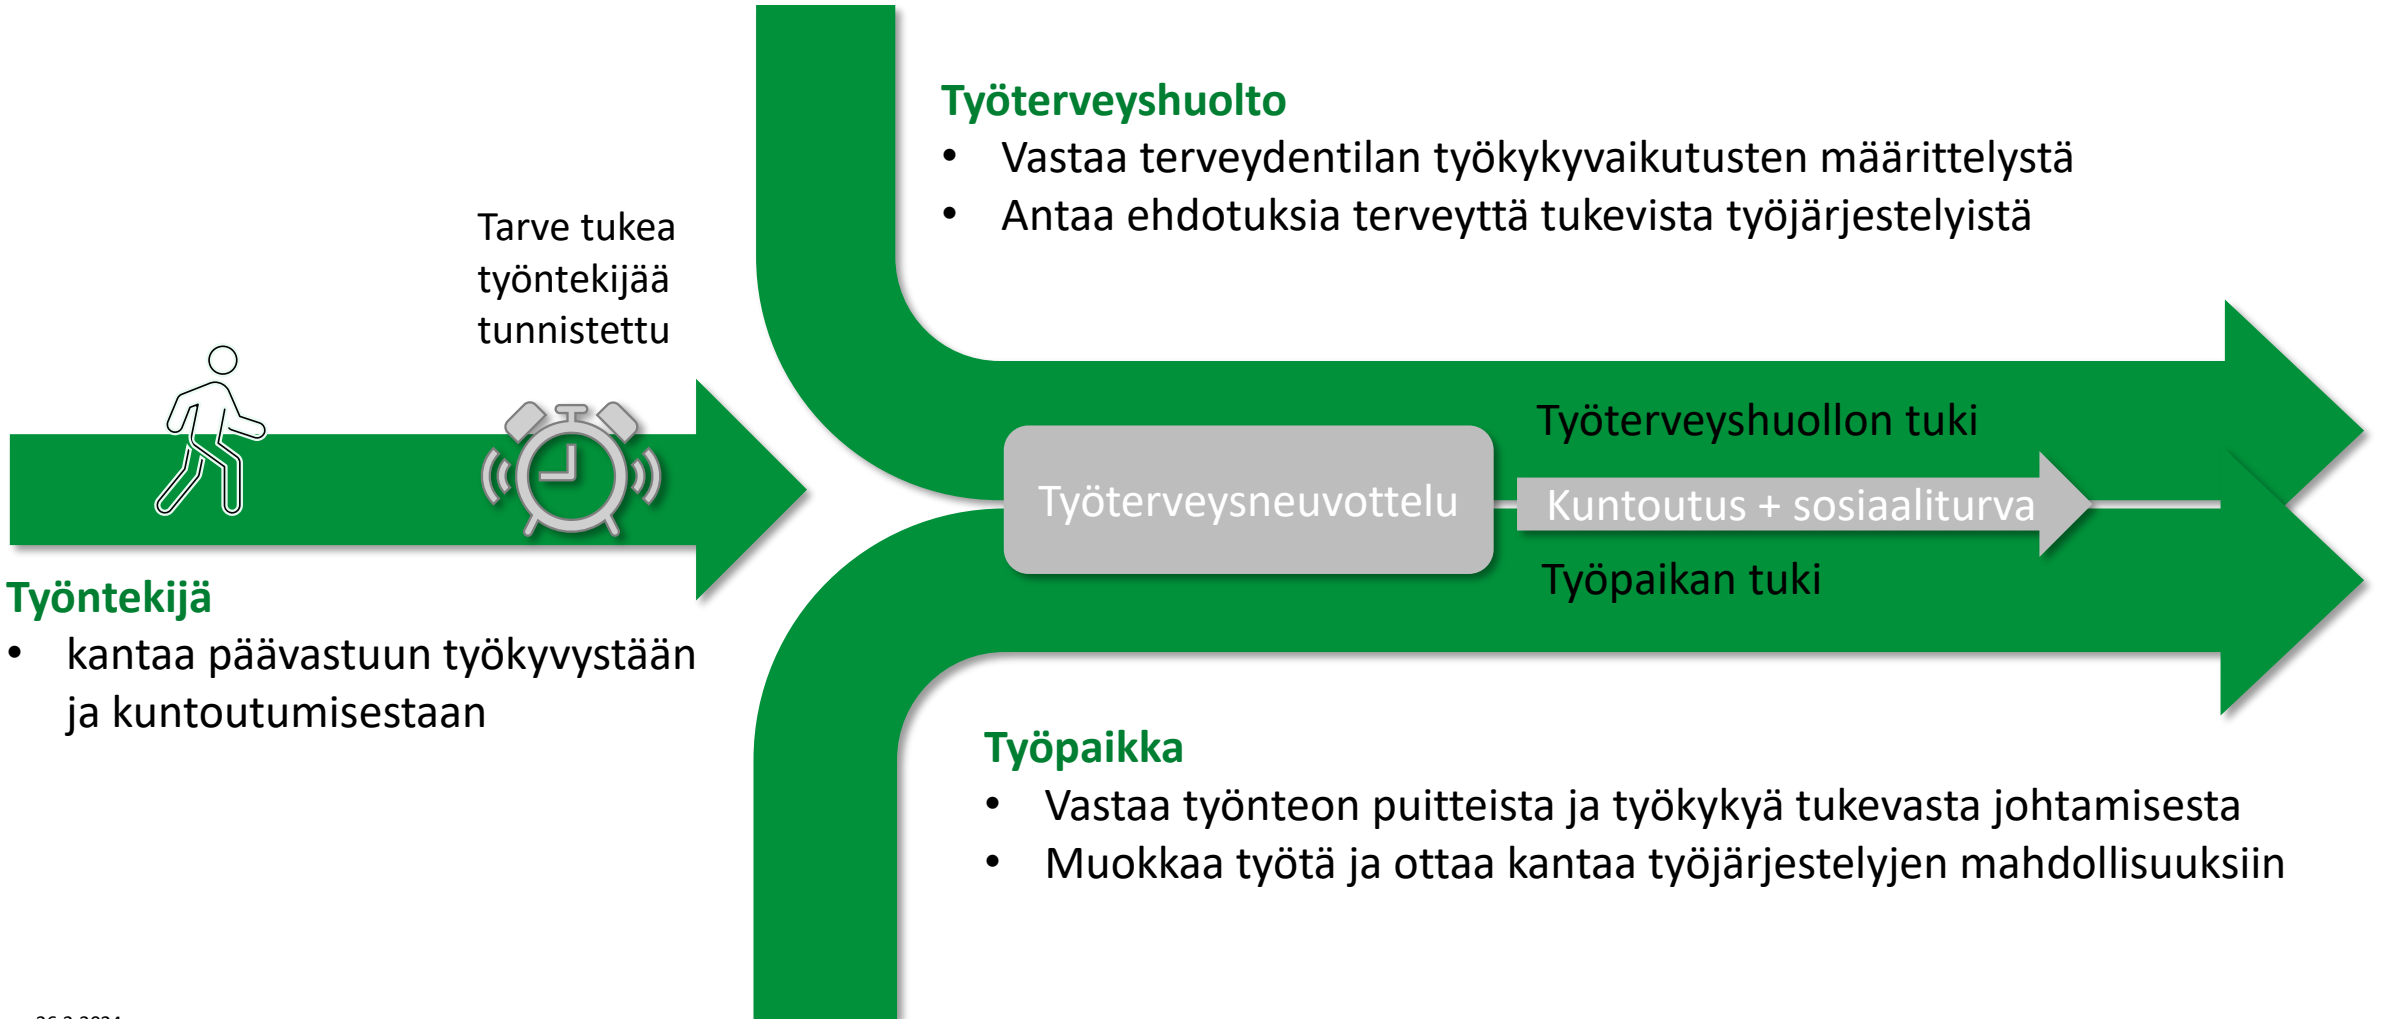 Työterveyshuolto
• Vastaa terveydentilan työkykyvaikutusten määrittelystä
• Antaa ehdotuksia terveyttä tukevista työjärjestelyistä
Tarve tukea
työntekijää
tunnistettu
Työterveyshuollon tuki
Työterveysneuvottelu
Kuntoutus + sosiaaliturva
Työpaikan tuki
Työntekijä
• kantaa päävastuun työkyvystään
ja kuntoutumisestaan
Työpaikka
• Vastaa työnteon puitteista ja työkykyä tukevasta johtamisesta
• Muokkaa työtä ja ottaa kantaa työjärjestelyjen mahdollisuuksiin